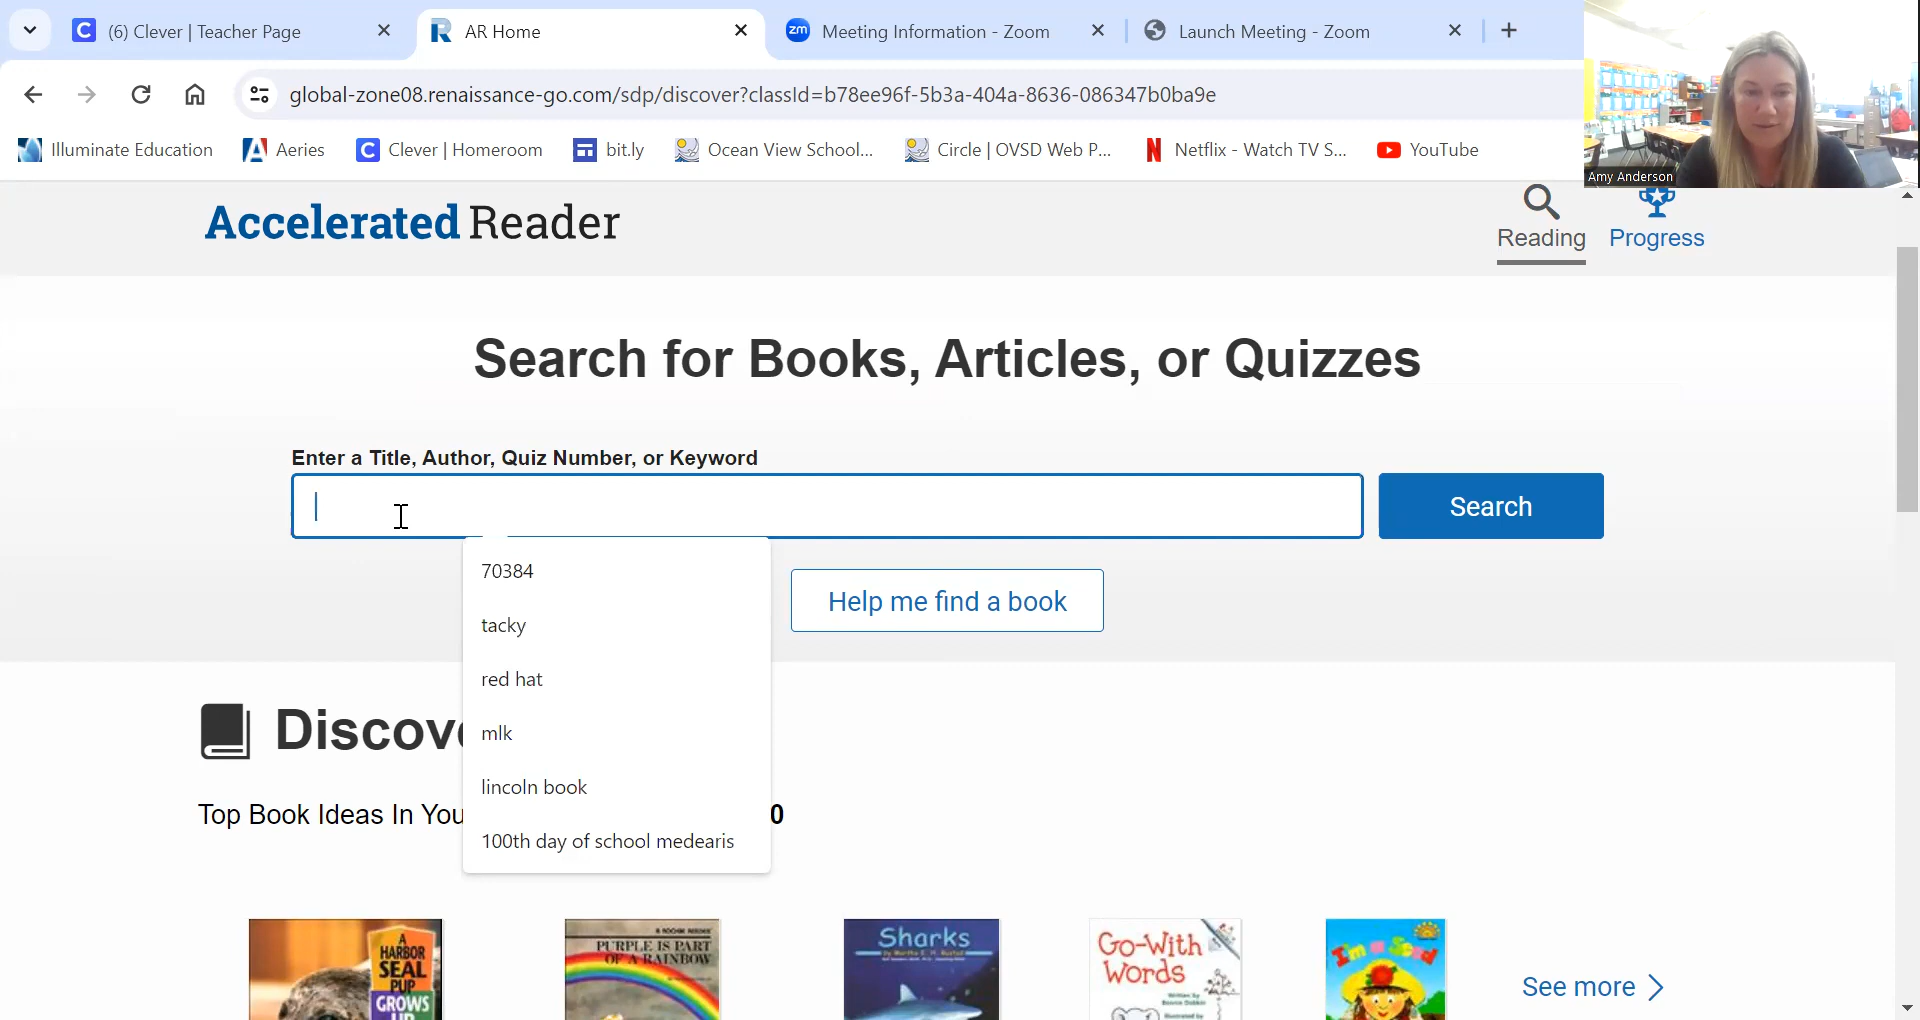 (6) Clever | Teacher Page
AR Home
zm Meeting Information - Zoom
Launch Meeting - Zoom
global-zone08.renaissance-go.com/sdp/discover?classId=b78ee96f-5b3a-404a-8636-086347b0ba9e
Illuminate Education
Aeries
Clever | Homeroom
bit.ly
Ocean View School...
Circle | OVSD Web P...
Netflix - Watch TV S...
YouTube
Amy Anderson
Accelerated Reader
Reading
Progress
Search for Books, Articles, or Quizzes
Enter a Title, Author, Quiz Number, or Keyword
Search
70384
tacky
red hat
mlk
lincoln book
100th day of school medearis
Help me find a book
Discov
Top Book Ideas In You
0
A
HARBOR
SEAL
PUP
GROWS
UP
PURPLE IS PART
OF A RAINBOW
Sharks
Go-With
Words
I'm a Seed
See more